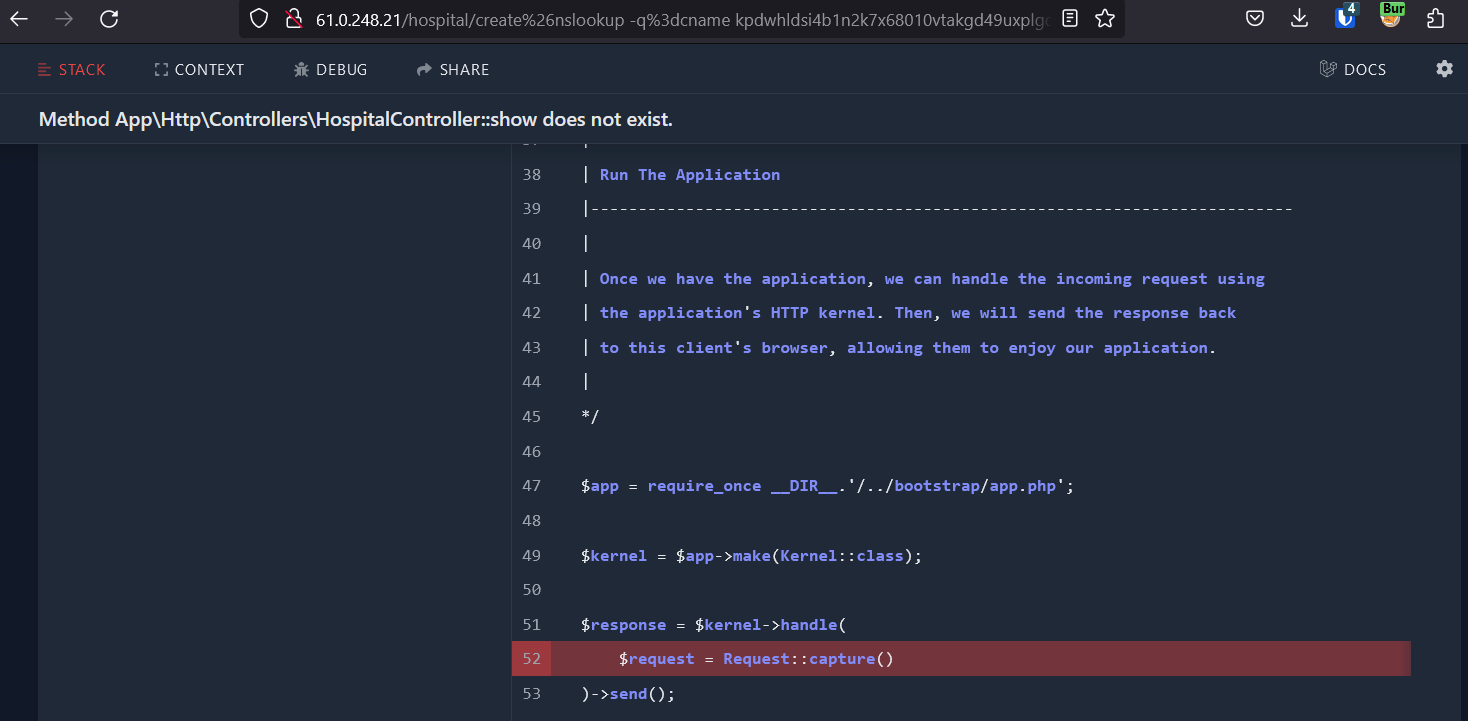 61.0.248.21/hospital/create%26nslookup -q%3dcname kpdwhldsi4b1n2k7x68010vtakgd49uxplg
4
Bur
STACK CONTEXT DEBUG SHARE DOCS
Method App\Http\Controllers\HospitalController::show does not exist.
38 | Run The Application
39 |--------------------------------------------------------------------------
40 |
41 | Once we have the application, we can handle the incoming request using
42 | the application's HTTP kernel. Then, we will send the response back
43 | to this client's browser, allowing them to enjoy our application.
44 |
45 */
46
47 $app = require_once __DIR__.'/../bootstrap/app.php';
48
49 $kernel = $app->make(Kernel::class);
50
51 $response = $kernel->handle(
52 $request = Request::capture()
53 )->send();